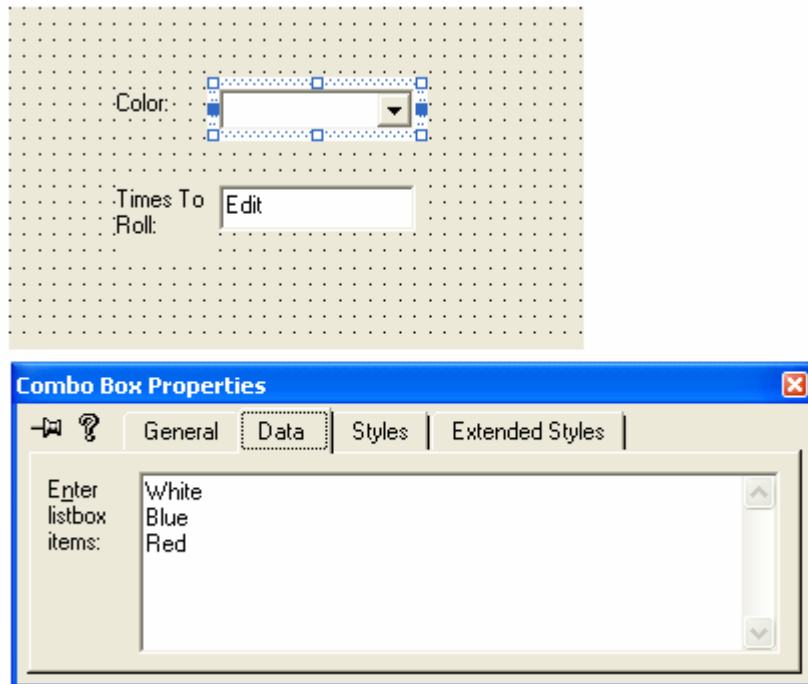 Color:
Times To
Roll:
Edit
Combo Box Properties
? General Data Styles Extended Styles
Enter
listbox
items:
White
Blue
Red